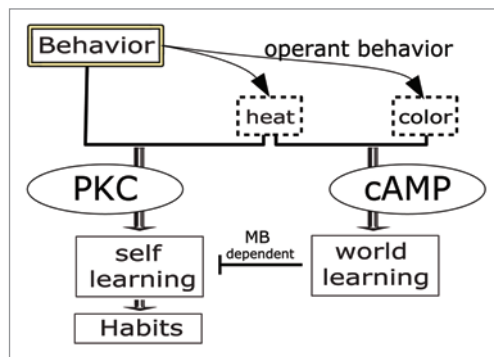 Behavior
operant behavior
heat
color
PKC
cAMP
self
learning
MB
dependent
world
learning
Habits